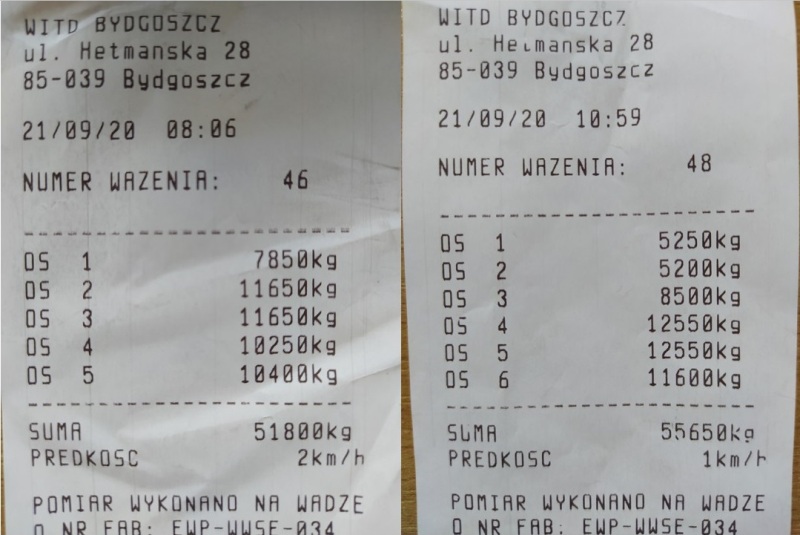 WITD BYDGOSZCZ
ul. Hetmanska 28
85-039 Bydgoszcz
21/09/20 08:06
NUMER WAZENIA: 46
OS 1 7850kg
OS 2 11650kg
OS 3 11650kg
OS 4 10250kg
OS 5 10400kg
SUMA 51800kg
PREDKOSC 2km/h
POMIAR WYKONANO NA WADZE
O NR FAB: EWP-WWSE-034
WITD BYDGOSZCZ
ul. Hetmanska 28
85-039 Bydgoszcz
21/09/20 10:59
NUMER WAZENIA: 48
OS 1 5250kg
OS 2 5200kg
OS 3 8500kg
OS 4 12550kg
OS 5 12550kg
OS 6 11600kg
SUMA 55650kg
PREDKOSC 1km/h
POMIAR WYKONANO NA WADZE
O NR FAB: EWP-WWSE-034